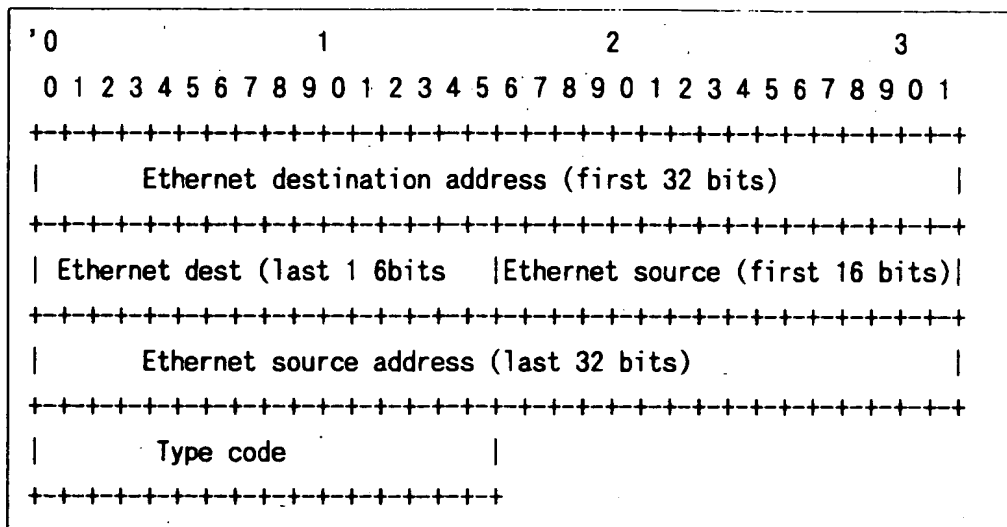 '0 1 2 3
0 1 2 3 4 5 6 7 8 9 0 1 2 3 4 5 6 7 8 9 0 1 2 3 4 5 6 7 8 9 0 1
+-+-+-+-+-+-+-+-+-+-+-+-+-+-+-+-+-+-+-+-+-+-+-+-+-+-+-+-+-+-+-+-+
| Ethernet destination address (first 32 bits) |
+-+-+-+-+-+-+-+-+-+-+-+-+-+-+-+-+-+-+-+-+-+-+-+-+-+-+-+-+-+-+-+-+
| Ethernet dest (last 1 6bits |Ethernet source (first 16 bits)|
+-+-+-+-+-+-+-+-+-+-+-+-+-+-+-+-+-+-+-+-+-+-+-+-+-+-+-+-+-+-+-+-+
| Ethernet source address (last 32 bits) |
+-+-+-+-+-+-+-+-+-+-+-+-+-+-+-+-+-+-+-+-+-+-+-+-+-+-+-+-+-+-+-+-+
| Type code |
+-+-+-+-+-+-+-+-+-+-+-+-+-+-+-+-+